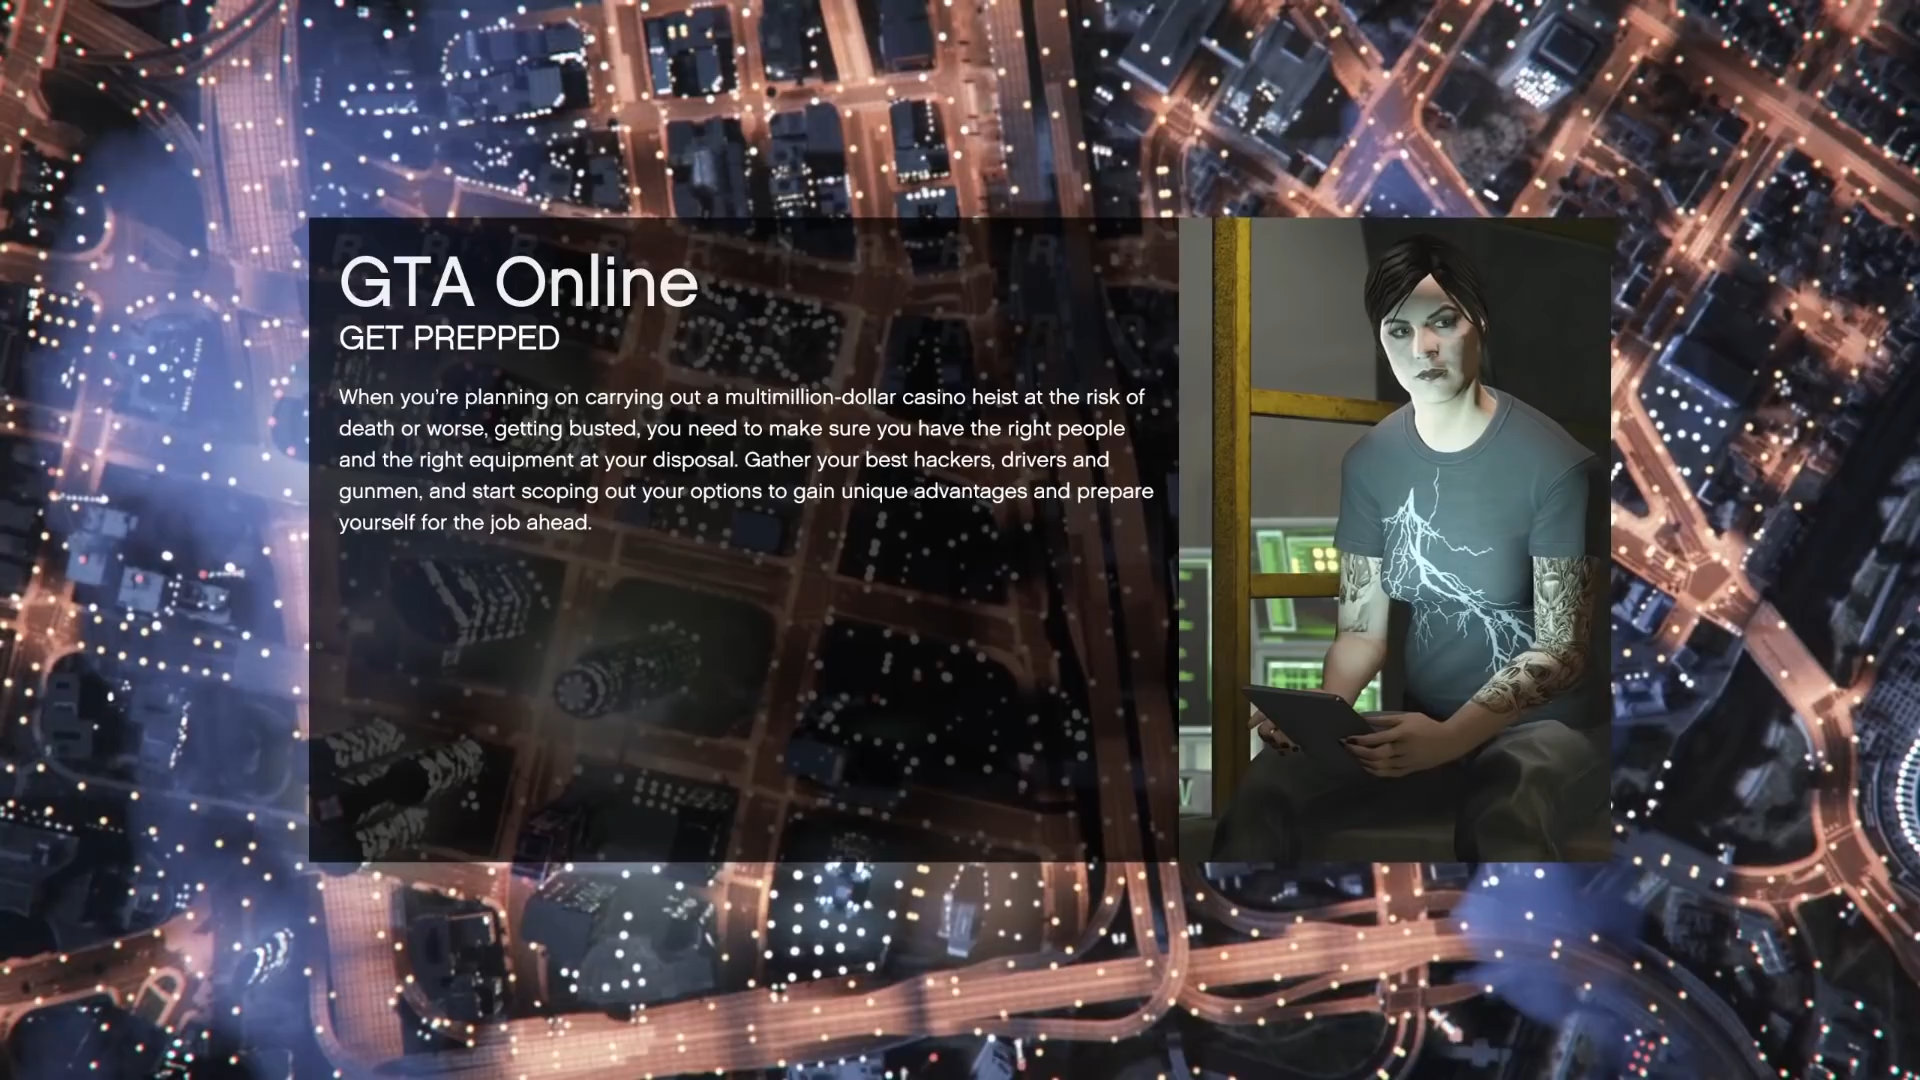 GTA Online
GET PREPPED
When you're planning on carrying out a multimillion-dollar casino heist at the risk of
death or worse, getting busted, you need to make sure you have the right people
and the right equipment at your disposal. Gather your best hackers, drivers and
gunmen, and start scoping out your options to gain unique advantages and prepare
yourself for the job ahead.